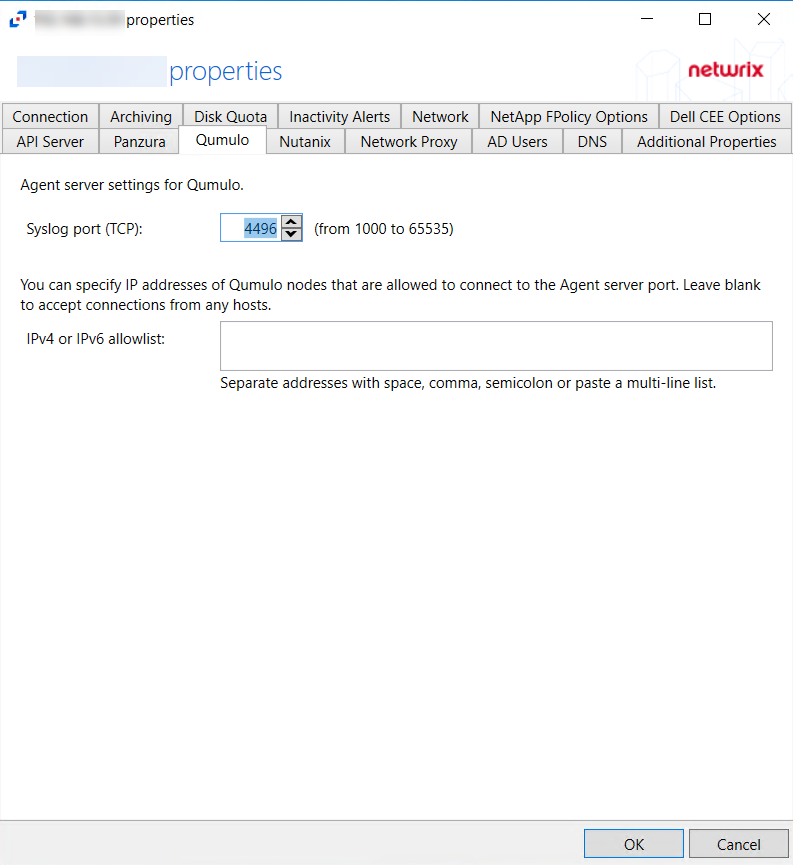 properties
properties
netwrix
Connection Archiving Disk Quota Inactivity Alerts Network NetApp FPolicy Options Dell CEE Options
API Server Panzura Qumulo Nutanix Network Proxy AD Users DNS Additional Properties
Agent server settings for Qumulo.
Syslog port (TCP): 4496 (from 1000 to 65535)
You can specify IP addresses of Qumulo nodes that are allowed to connect to the Agent server port. Leave blank
to accept connections from any hosts.
IPv4 or IPv6 allowlist:
Separate addresses with space, comma, semicolon or paste a multi-line list.
OK Cancel